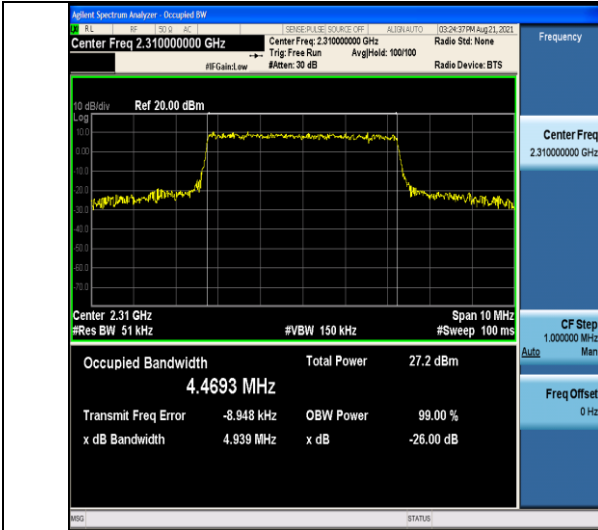 Agilent Spectrum Analyzer - Occupied BW
RL RF 50 Ω AC SENSE:PULSE SOURCE OFF ALIGNAUTO 03:24:37PM Aug 21, 2021
Center Freq 2.310000000 GHz
Center Freq: 2.310000000 GHz
Radio Std: None
Trig: Free Run Avg|Hold: 100/100
#IFGain:Low
#Atten: 30 dB
Radio Device: BTS
Frequency
10 dB/div Ref 20.00 dBm
Log
10.0
0.00
-10.0
-20.0
-30.0
-40.0
-50.0
-60.0
-70.0
Center 2.31 GHz
Span 10 MHz
#Res BW 51 kHz
#VBW 150 kHz
#Sweep 100 ms
Occupied Bandwidth
Total Power 27.2 dBm
4.4693 MHz
Transmit Freq Error -8.948 kHz OBW Power 99.00 %
x dB Bandwidth 4.939 MHz x dB -26.00 dB
Center Freq
2.310000000 GHz
CF Step
1.000000 MHz
Auto Man
Freq Offset
0 Hz
MSG
STATUS